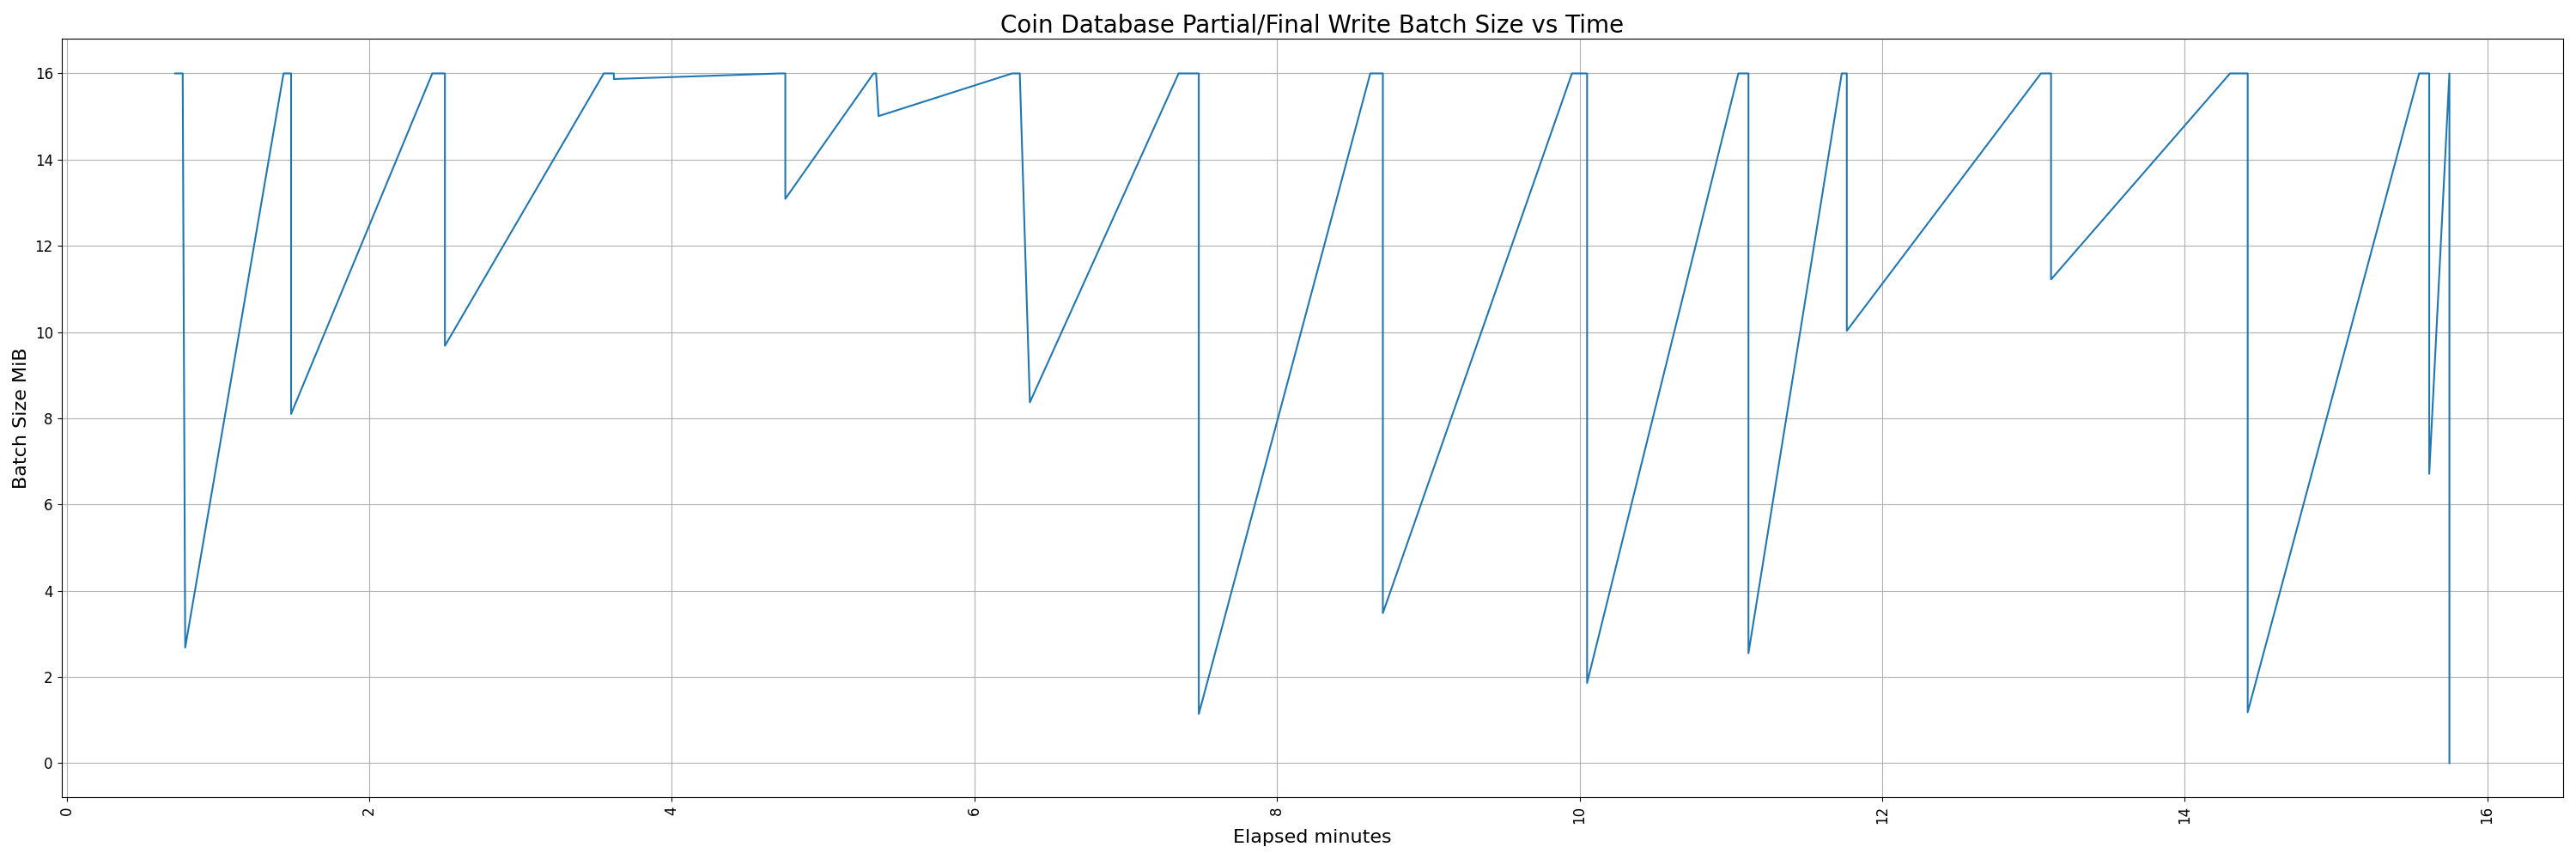 Coin Database Partial/Final Write Batch Size vs Time
Batch Size MiB
16
14
12
10
8
6
4
2
0
0 2 4 6 8 10 12 14 16
Elapsed minutes